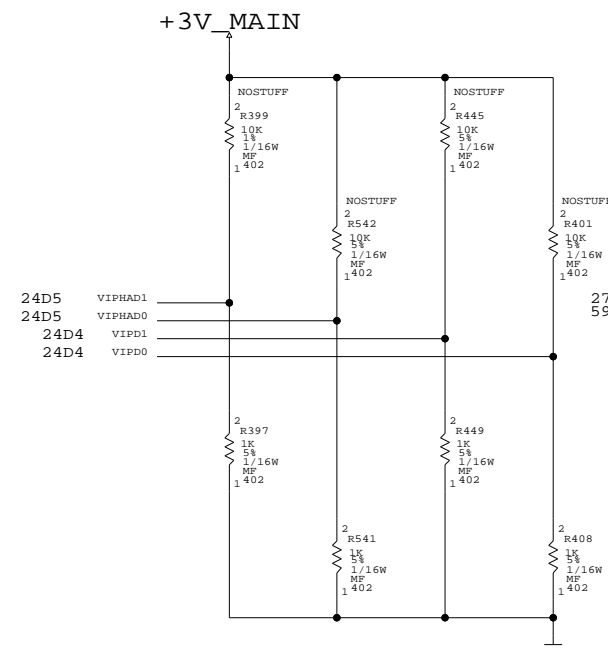 +3V_MAIN
NOSTUFF
2
R399
10K
1%
1/16W
MF
1 402
NOSTUFF
2
R445
10K
5%
1/16W
MF
1 402
NOSTUFF
2
R542
10K
5%
1/16W
MF
1 402
NOSTUFF
2
R401
10K
5%
1/16W
MF
1 402
24D5 VIPHAD1
24D5 VIPHAD0
24D4 VIPD1
24D4 VIPD0
27
59
2
R397
1K
5%
1/16W
MF
1 402
2
R449
1K
5%
1/16W
MF
1 402
2
R541
1K
5%
1/16W
MF
1 402
2
R408
1K
5%
1/16W
MF
1 402